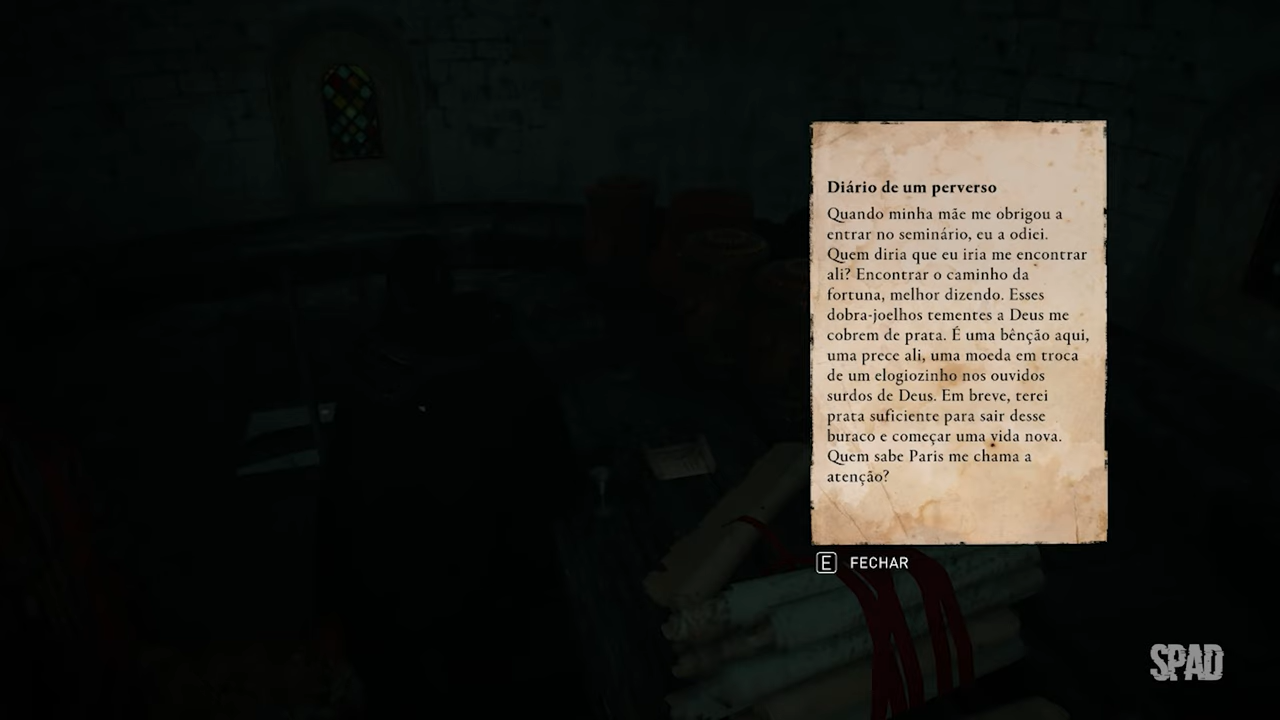 Diário de um perverso
Quando minha mãe me obrigou a
entrar no seminário, eu a odiei.
Quem diria que eu iria me encontrar
ali? Encontrar o caminho da
fortuna, melhor dizendo. Esses
dobra-joelhos tementes a Deus me
cobrem de prata. É uma bênção aqui,
uma prece ali, uma moeda em troca
de um elogiozinho nos ouvidos
surdos de Deus. Em breve, terei
prata suficiente para sair desse
buraco e começar uma vida nova.
Quem sabe Paris me chama a
atenção?
E FECHAR
SPAD